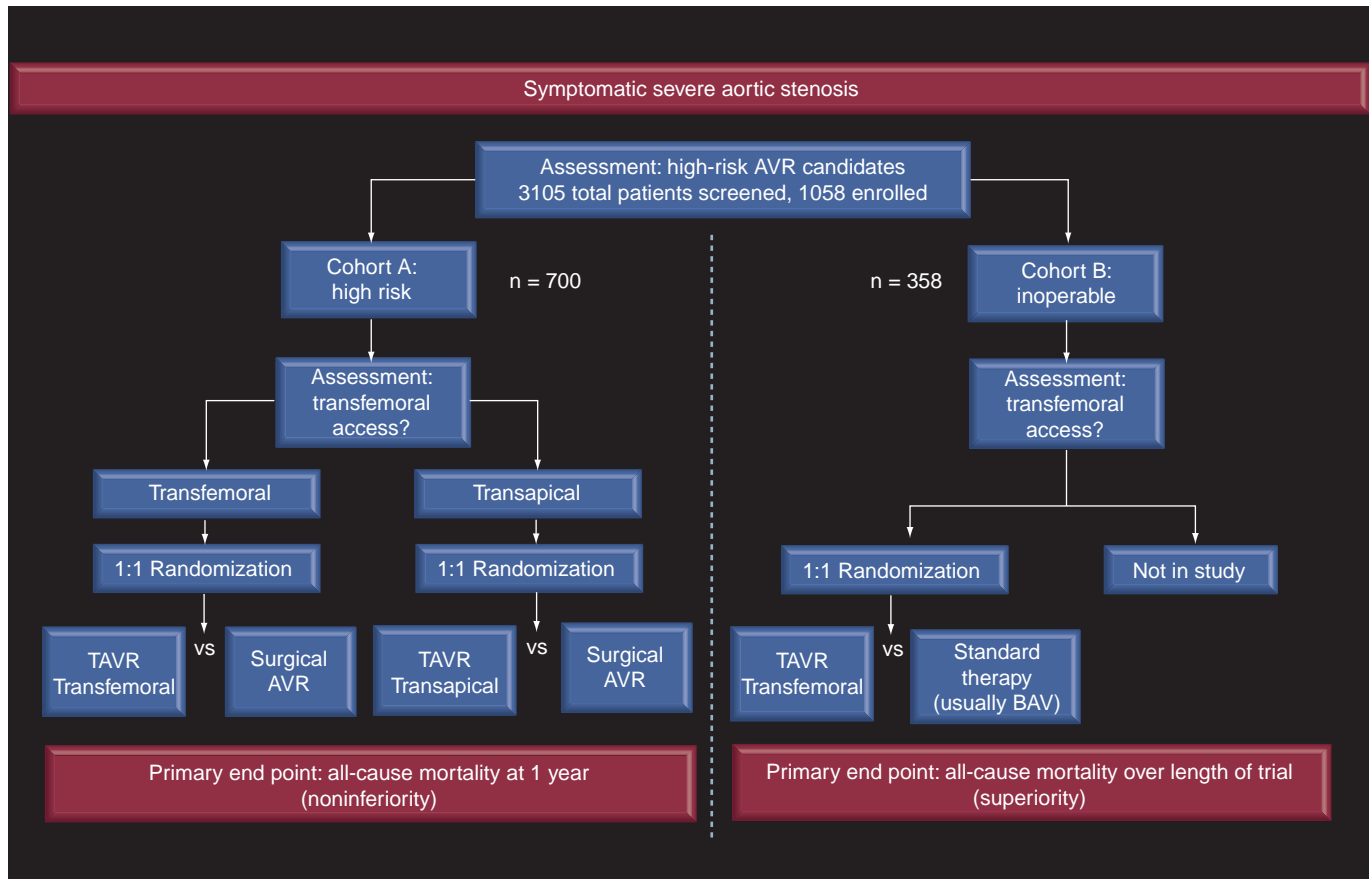 Symptomatic severe aortic stenosis
Assessment: high-risk AVR candidates
3105 total patients screened, 1058 enrolled
Cohort A:
high risk
n = 700
n = 358
Cohort B:
inoperable
Assessment:
transfemoral
access?
Assessment:
transfemoral
access?
Transfemoral
Transapical
1:1 Randomization
1:1 Randomization
1:1 Randomization
Not in study
TAVR
Transfemoral
vs
Surgical
AVR
TAVR
Transapical
vs
Surgical
AVR
TAVR
Transfemoral
vs
Standard
therapy
(usually BAV)
Primary end point: all-cause mortality at 1 year
(noninferiority)
Primary end point: all-cause mortality over length of trial
(superiority)